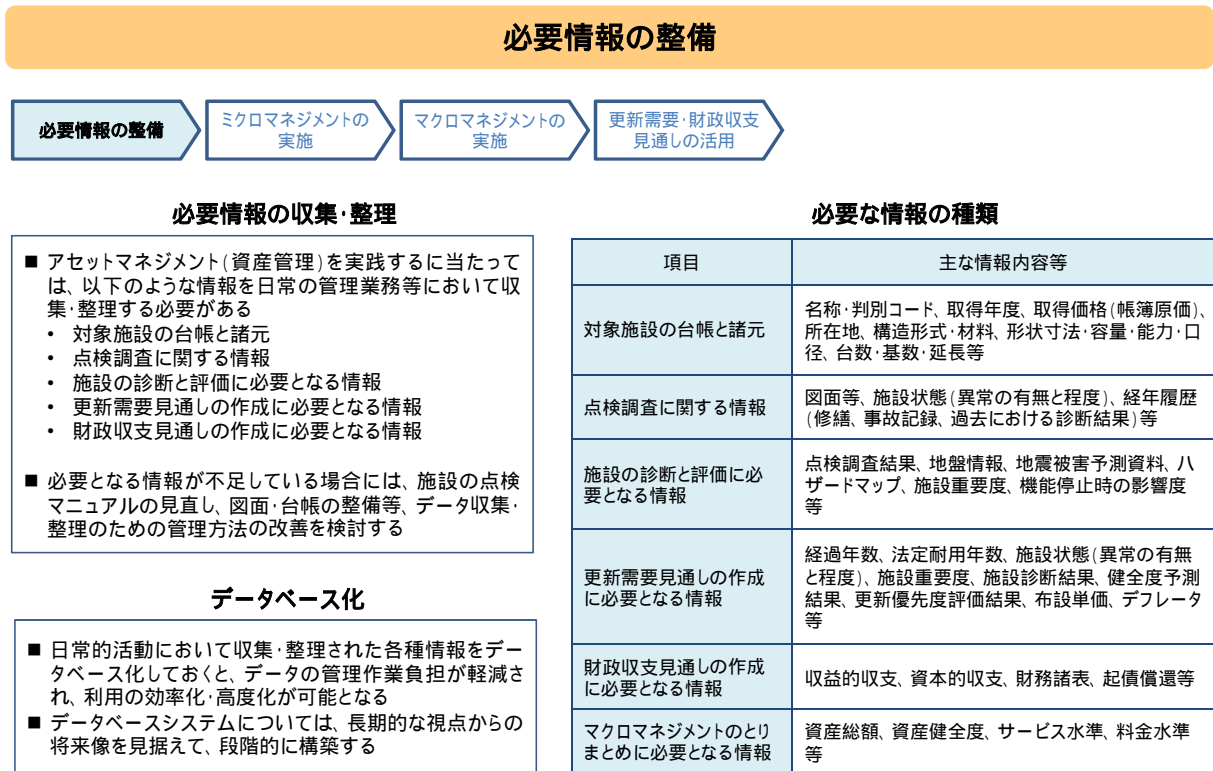 必要情報の整備
必要情報の整備
ミクロマネジメントの
実施
マクロマネジメントの
実施
更新需要・財政収支
見通しの活用
必要情報の収集・整理
■ アセットマネジメント(資産管理)を実践するに当たって
は、以下のような情報を日常の管理業務等において収
集・整理する必要がある
• 対象施設の台帳と諸元
• 点検調査に関する情報
• 施設の診断と評価に必要となる情報
• 更新需要見通しの作成に必要となる情報
• 財政収支見通しの作成に必要となる情報
■ 必要となる情報が不足している場合には、施設の点検
マニュアルの見直し、図面・台帳の整備等、データ収集・
整理のための管理方法の改善を検討する
データベース化
■ 日常的活動において収集・整理された各種情報をデー
タベース化しておくと、データの管理作業負担が軽減さ
れ、利用の効率化・高度化が可能となる
■ データベースシステムについては、長期的な視点からの
将来像を見据えて、段階的に構築する
必要な情報の種類
項目
主な情報内容等
対象施設の台帳と諸元
名称・判別コード、取得年度、取得価格(帳簿原価)、
所在地、構造形式・材料、形状寸法・容量・能力・口
径、台数・基数・延長等
点検調査に関する情報
図面等、施設状態(異常の有無と程度)、経年履歴
(修繕、事故記録、過去における診断結果)等
施設の診断と評価に必
要となる情報
点検調査結果、地盤情報、地震被害予測資料、ハ
ザードマップ、施設重要度、機能停止時の影響度
等
更新需要見通しの作成
に必要となる情報
経過年数、法定耐用年数、施設状態(異常の有無
と程度)、施設重要度、施設診断結果、健全度予測
結果、更新優先度評価結果、布設単価、デフレータ
等
財政収支見通しの作成
に必要となる情報
収益的収支、資本的収支、財務諸表、起債償還等
マクロマネジメントのとり
まとめに必要となる情報
資産総額、資産健全度、サービス水準、料金水準
等